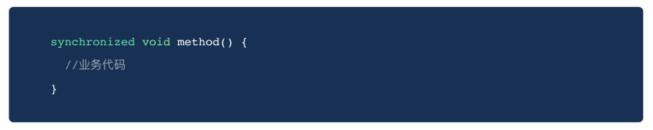 synchronized void method() {
//业务代码
}